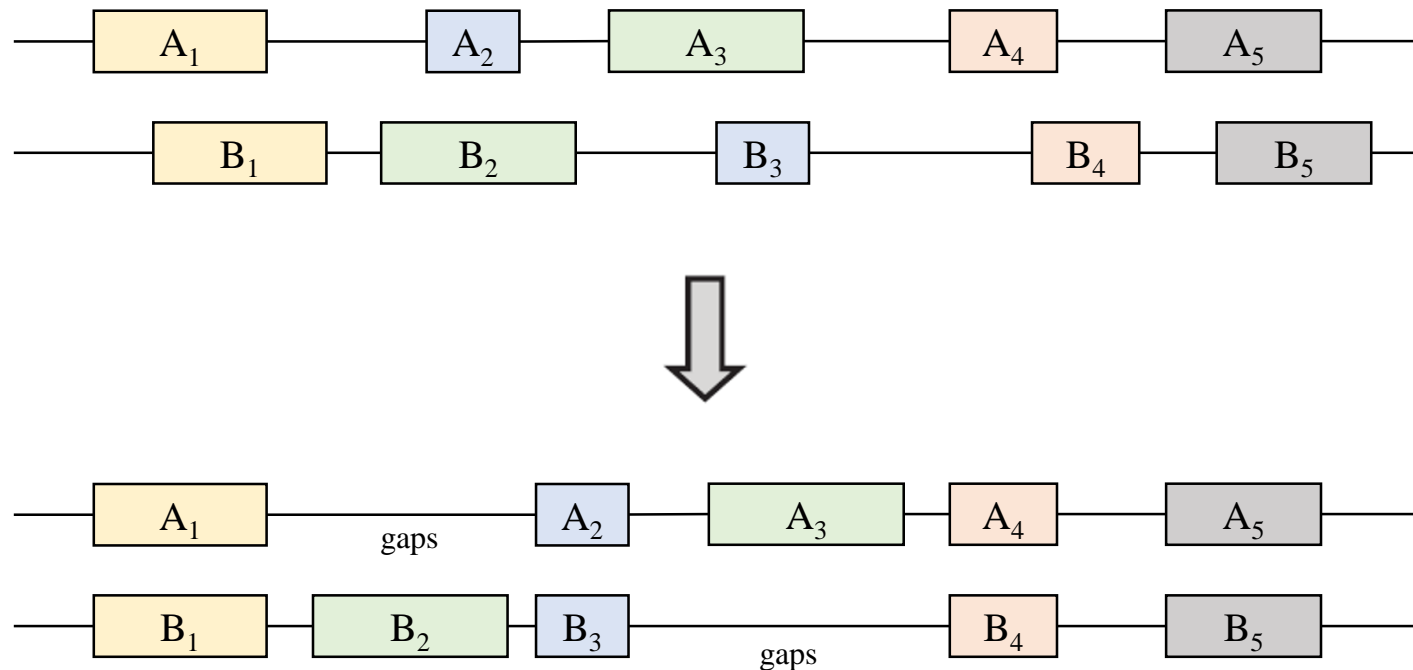 A₁ A₂ A₃ A₄ A₅
B₁ B₂ B₃ B₄ B₅
A₁ A₂ A₃ A₄ A₅
gaps
B₁ B₂ B₃ B₄ B₅
gaps